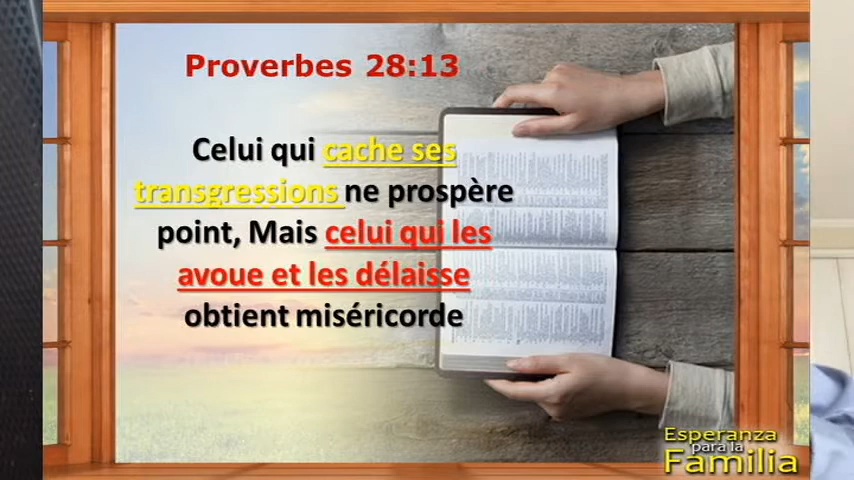 Proverbes 28:13
Celui qui cache ses
transgressions ne prospère
point, Mais celui qui les
avoue et les délaisse
obtient miséricorde
Esperanza
para la
Familia